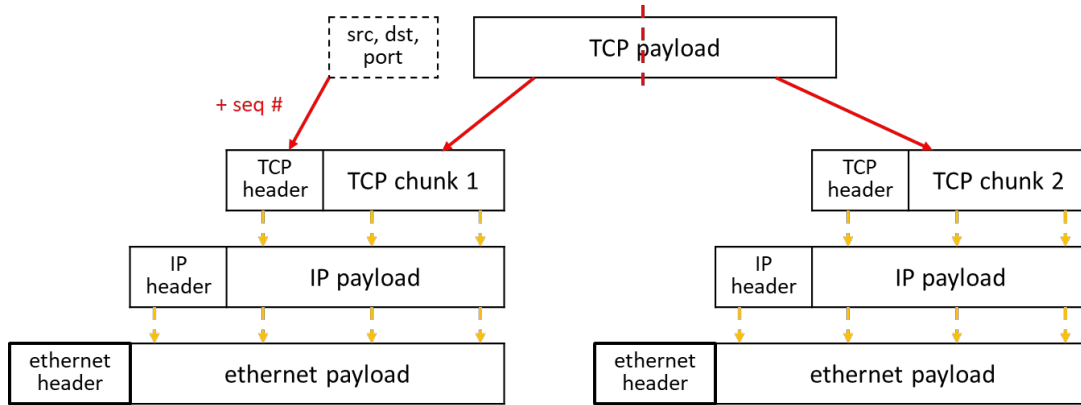 src, dst,
port
TCP payload
+ seq #
TCP
header
TCP chunk 1
TCP
header
TCP chunk 2
IP
header
IP payload
IP
header
IP payload
ethernet
header
ethernet payload
ethernet
header
ethernet payload